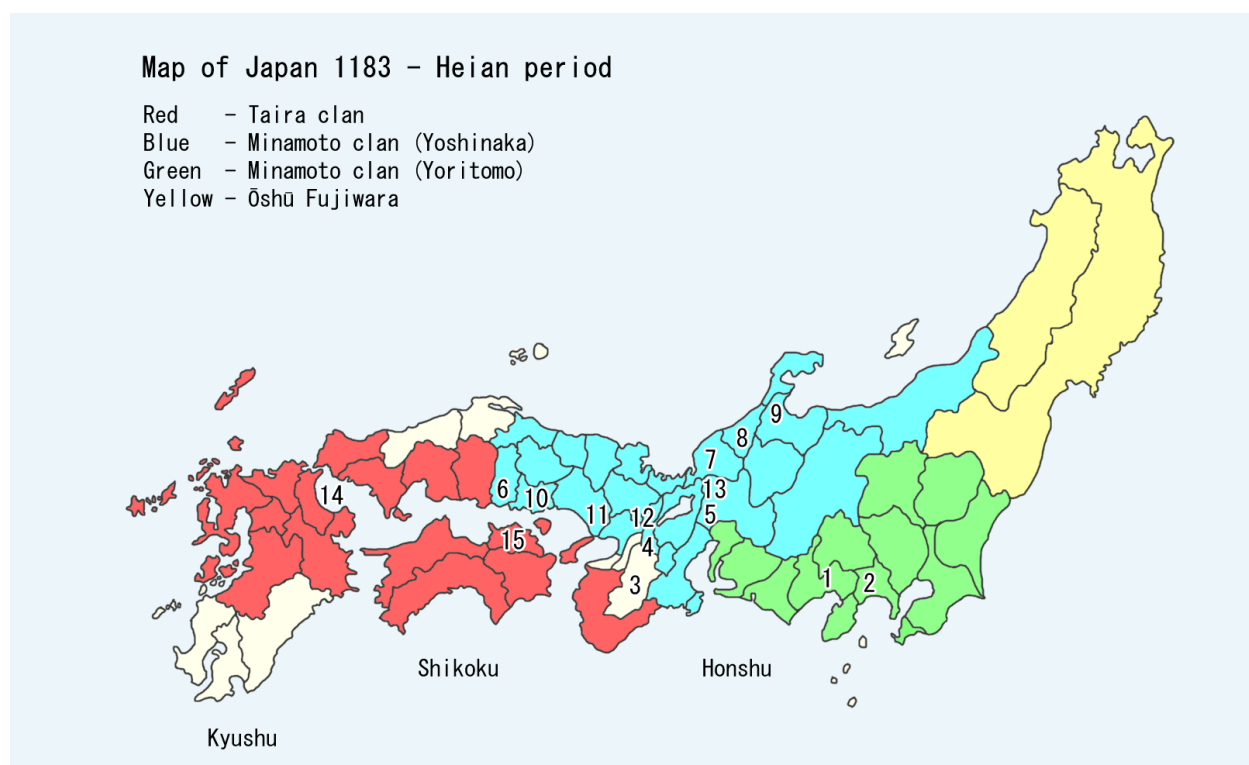 Map of Japan 1183 - Heian period
Red - Taira clan
Blue - Minamoto clan (Yoshinaka)
Green - Minamoto clan (Yoritomo)
Yellow - Ōshū Fujiwara
9
8
7
6
10
13
14
11
12
5
15
4
3
1
2
Shikoku
Honshu
Kyushu